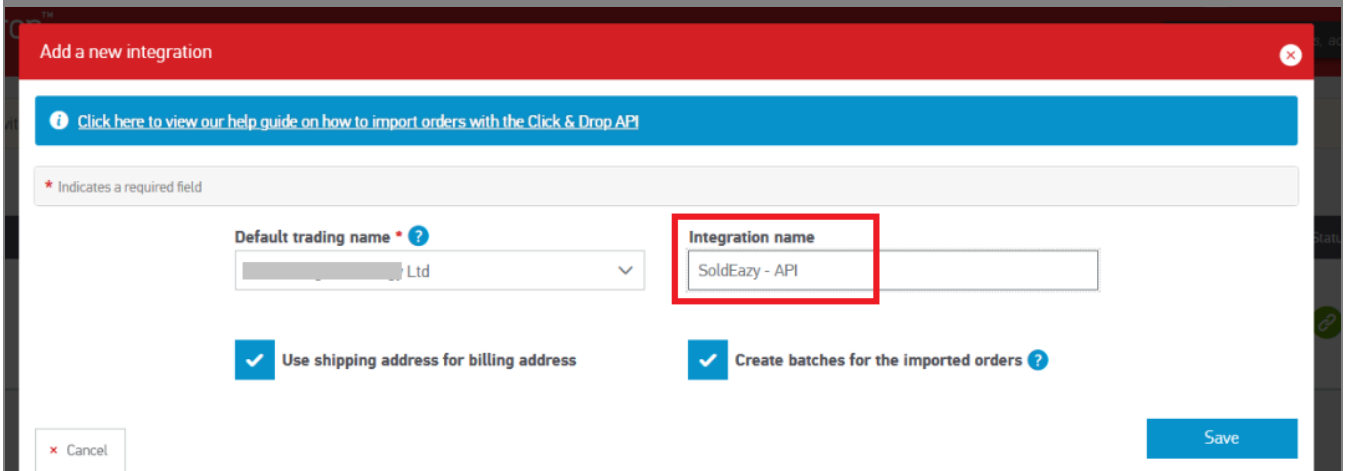 Add a new integration
Click here to view our help guide on how to import orders with the Click & Drop API
* Indicates a required field
Default trading name * ?
Integration name
Ltd
SoldEazy - API
Use shipping address for billing address
Create batches for the imported orders ?
× Cancel
Save